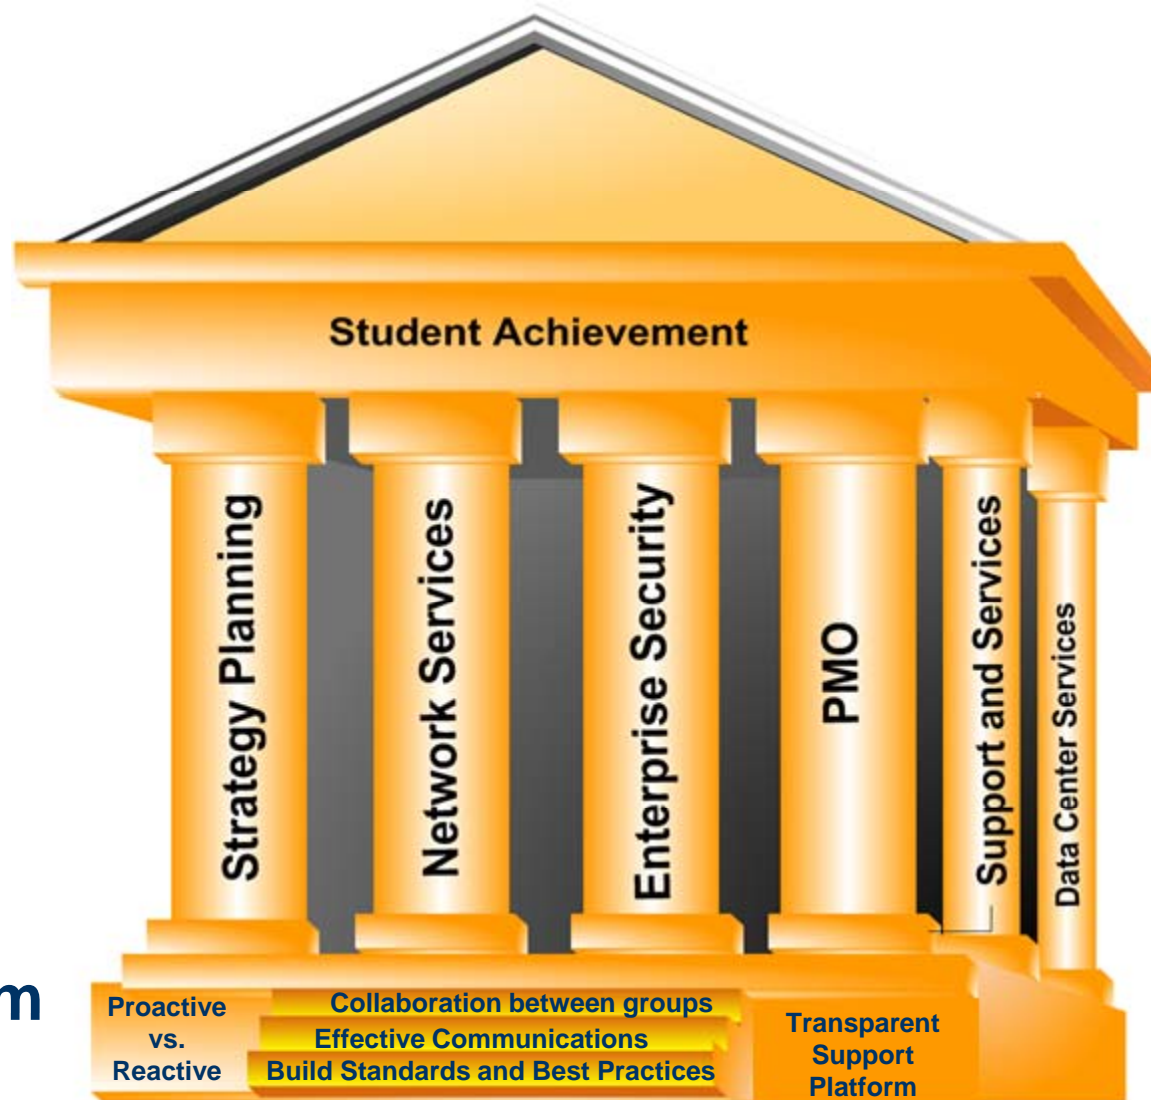 Student Achievement
Strategy Planning
Network Services
Enterprise Security
PMO
Support and Services
Data Center Services
m
Proactive
vs.
Reactive
Collaboration between groups
Effective Communications
Build Standards and Best Practices
Transparent
Support
Platform